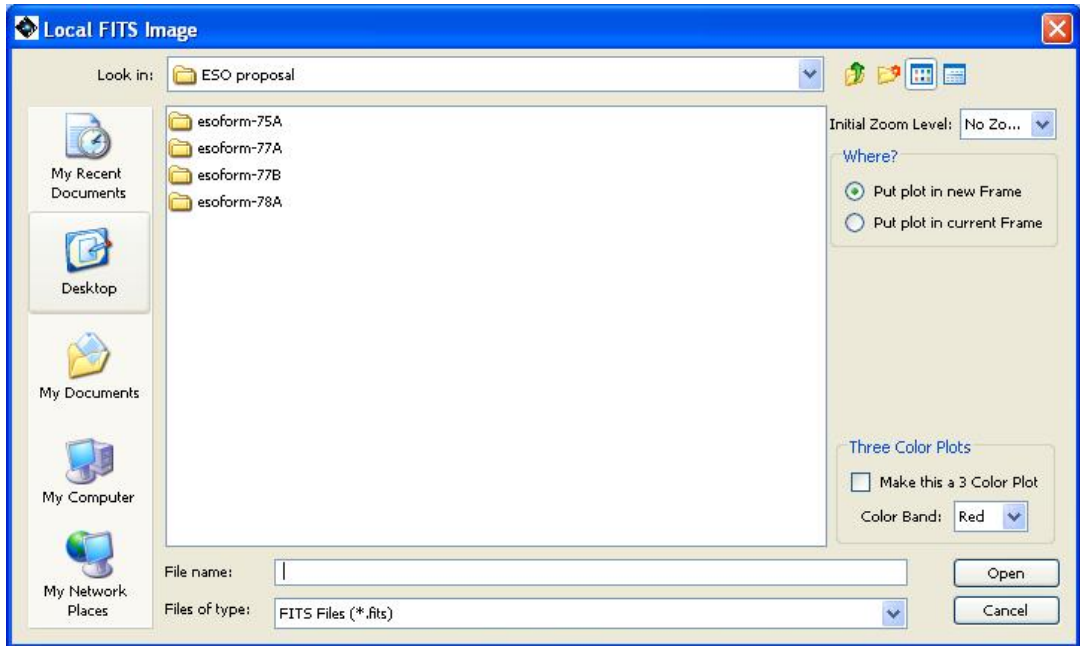 Local FITS Image
Look in: ESO proposal
My Recent
Documents
Desktop
My Documents
My Computer
My Network
Places
esoform-75A
esoform-77A
esoform-77B
esoform-78A
Initial Zoom Level: No Zo...
Where?
Put plot in new Frame
Put plot in current Frame
Three Color Plots
Make this a 3 Color Plot
Color Band: Red
File name:
Open
Files of type: FITS Files (*.fits)
Cancel